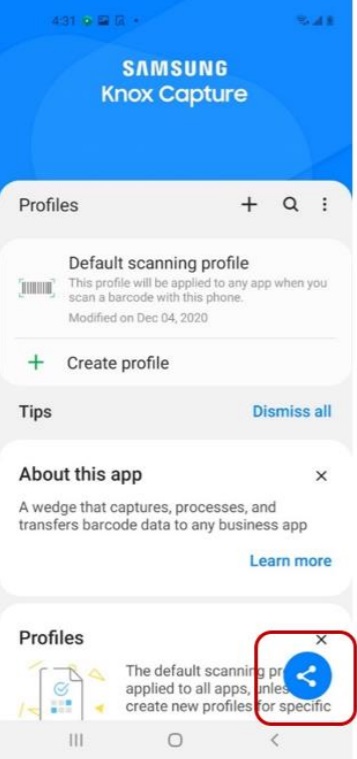 4:31
SAMSUNG
Knox Capture
Profiles
Default scanning profile
This profile will be applied to any app when you
scan a barcode with this phone.
Modified on Dec 04, 2020
Create profile
Tips
Dismiss all
About this app
A wedge that captures, processes, and
transfers barcode data to any business app
Learn more
Profiles
The default scanning pr
applied to all apps, unles
create new profiles for specific